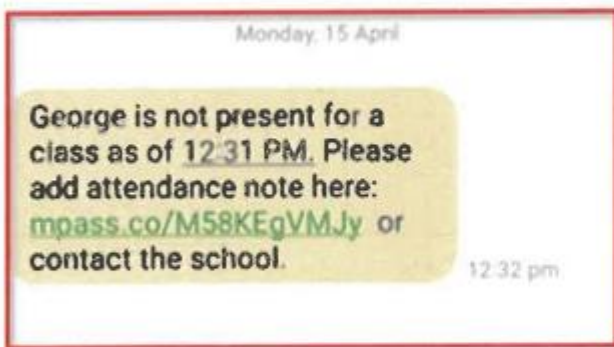 Monday, 15 April
George is not present for a
class as of 12:31 PM. Please
add attendance note here:
mpass.co/M58KEgVMJy or
contact the school.
12:32 pm